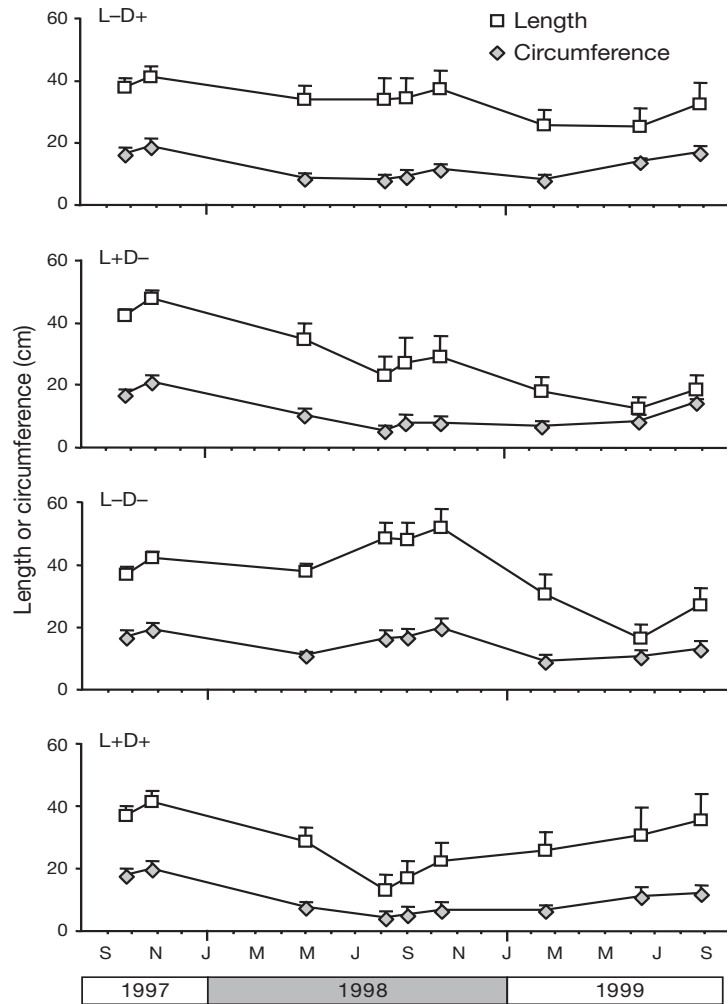 L–D+
Length
Circumference
60
40
20
0
L+D–
60
40
20
0
L–D–
60
40
20
0
L+D+
60
40
20
0
Length or circumference (cm)
S N J M M J S N J M M J S
1997 1998 1999